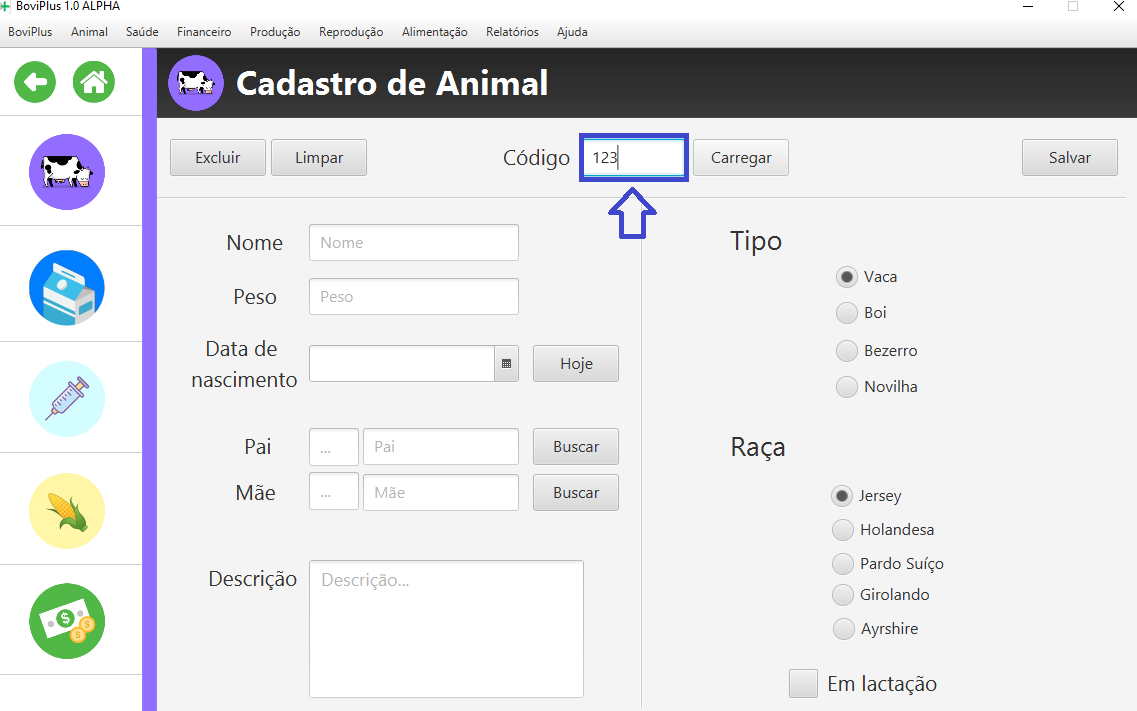 BoviPlus 1.0 ALPHA
BoviPlus Animal Saúde Financeiro Produção Reprodução Alimentação Relatórios Ajuda
Cadastro de Animal
Excluir Limpar Código 123 Carregar Salvar
Nome Nome
Peso Peso
Data de
nascimento
Hoje
Pai ... Pai Buscar
Mãe ... Mãe Buscar
Descrição Descrição...
Tipo
Vaca
Boi
Bezerro
Novilha
Raça
Jersey
Holandesa
Pardo Suíço
Girolando
Ayrshire
Em lactação